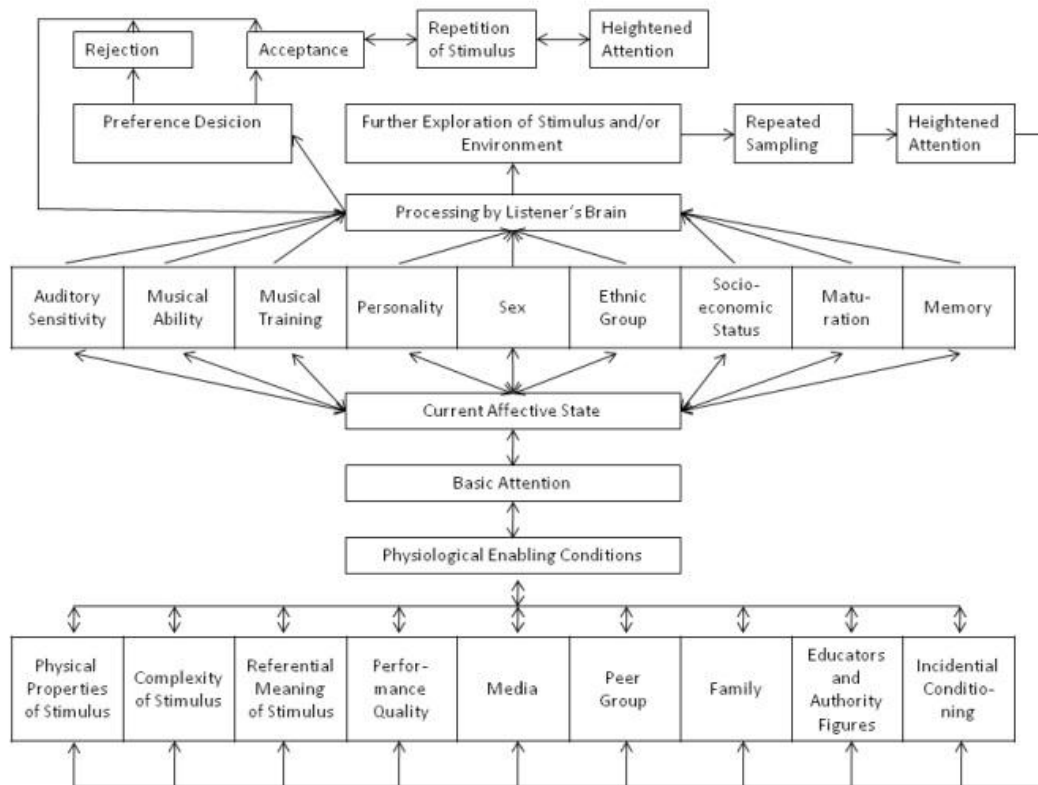 Rejection
Acceptance
Repetition
of Stimulus
Heightened
Attention
Preference Desicion
Further Exploration of Stimulus and/or
Environment
Repeated
Sampling
Heightened
Attention
Processing by Listener's Brain
Auditory
Sensitivity
Musical
Ability
Musical
Training
Personality
Sex
Ethnic
Group
Socio-
economic
Status
Matu-
ration
Memory
Current Affective State
Basic Attention
Physiological Enabling Conditions
Physical
Properties
of Stimulus
Complexity
of Stimulus
Referential
Meaning
of Stimulus
Perfor-
mance
Quality
Media
Peer
Group
Family
Educators
and
Authority
Figures
Incidential
Conditio-
ning